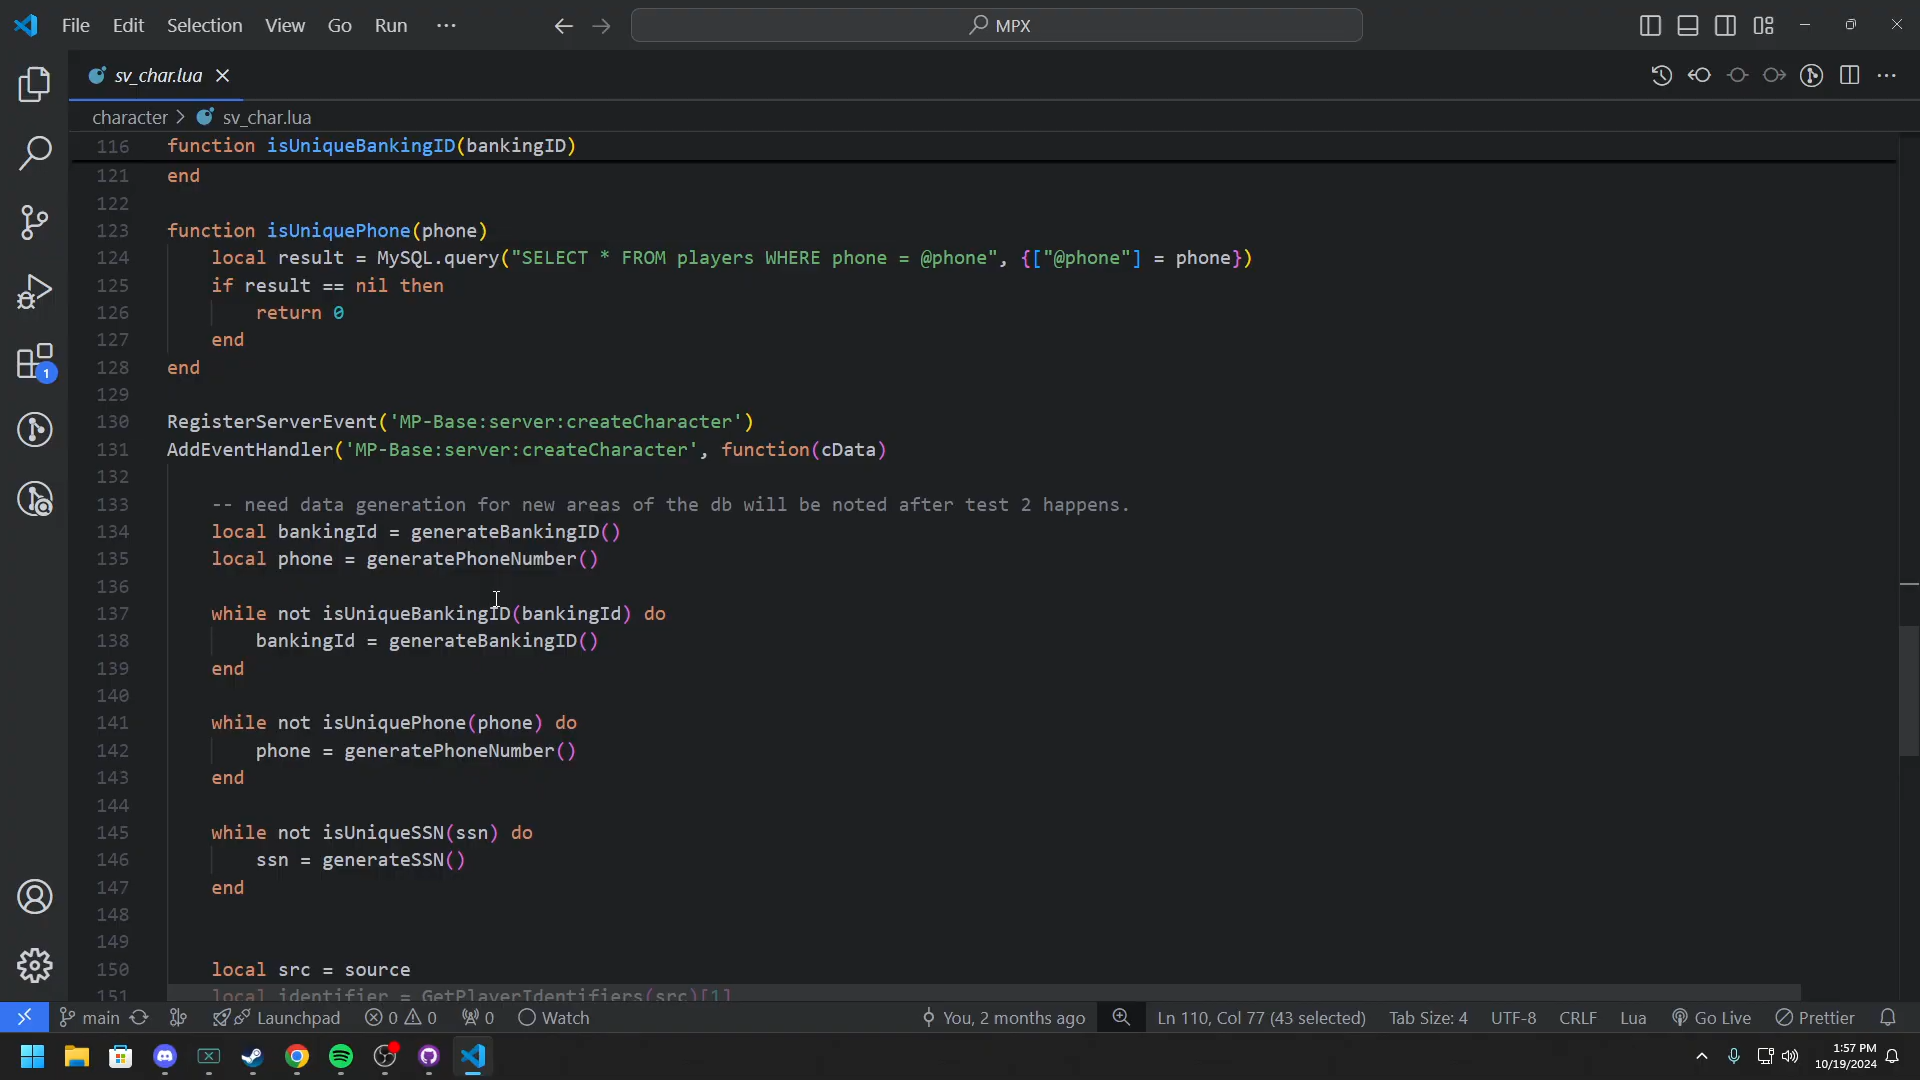 File Edit Selection View Go Run ··· MPX
sv_char.lua
character > sv_char.lua
116 function isUniqueBankingID(bankingID)
121 end
122
123 function isUniquePhone(phone)
124 local result = MySQL.query("SELECT * FROM players WHERE phone = @phone", {["@phone"] = phone})
125 if result == nil then
126 return 0
127 end
128 end
129
130 RegisterServerEvent('MP-Base:server:createCharacter')
131 AddEventHandler('MP-Base:server:createCharacter', function(cData)
132
133 -- need data generation for new areas of the db will be noted after test 2 happens.
134 local bankingId = generateBankingID()
135 local phone = generatePhoneNumber()
136
137 while not isUniqueBankingID(bankingId) do
138 bankingId = generateBankingID()
139 end
140
141 while not isUniquePhone(phone) do
142 phone = generatePhoneNumber()
143 end
144
145 while not isUniqueSSN(ssn) do
146 ssn = generateSSN()
147 end
148
149
150 local src = source
151 local identifier = GetPlayerIdentifiers(src)[1]
1
main Launchpad 0 0 0 Watch You, 2 months ago Ln 110, Col 77 (43 selected) Tab Size: 4 UTF-8 CRLF Lua Go Live Prettier
1:57 PM
10/19/2024